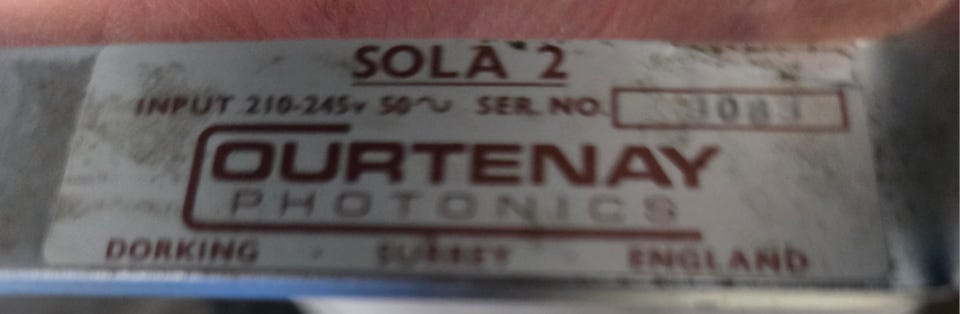 SOLA 2
INPUT 210-245v 50~ SER. NO.
COURTENAY
PHOTONICS
DORKING SURREY ENGLAND